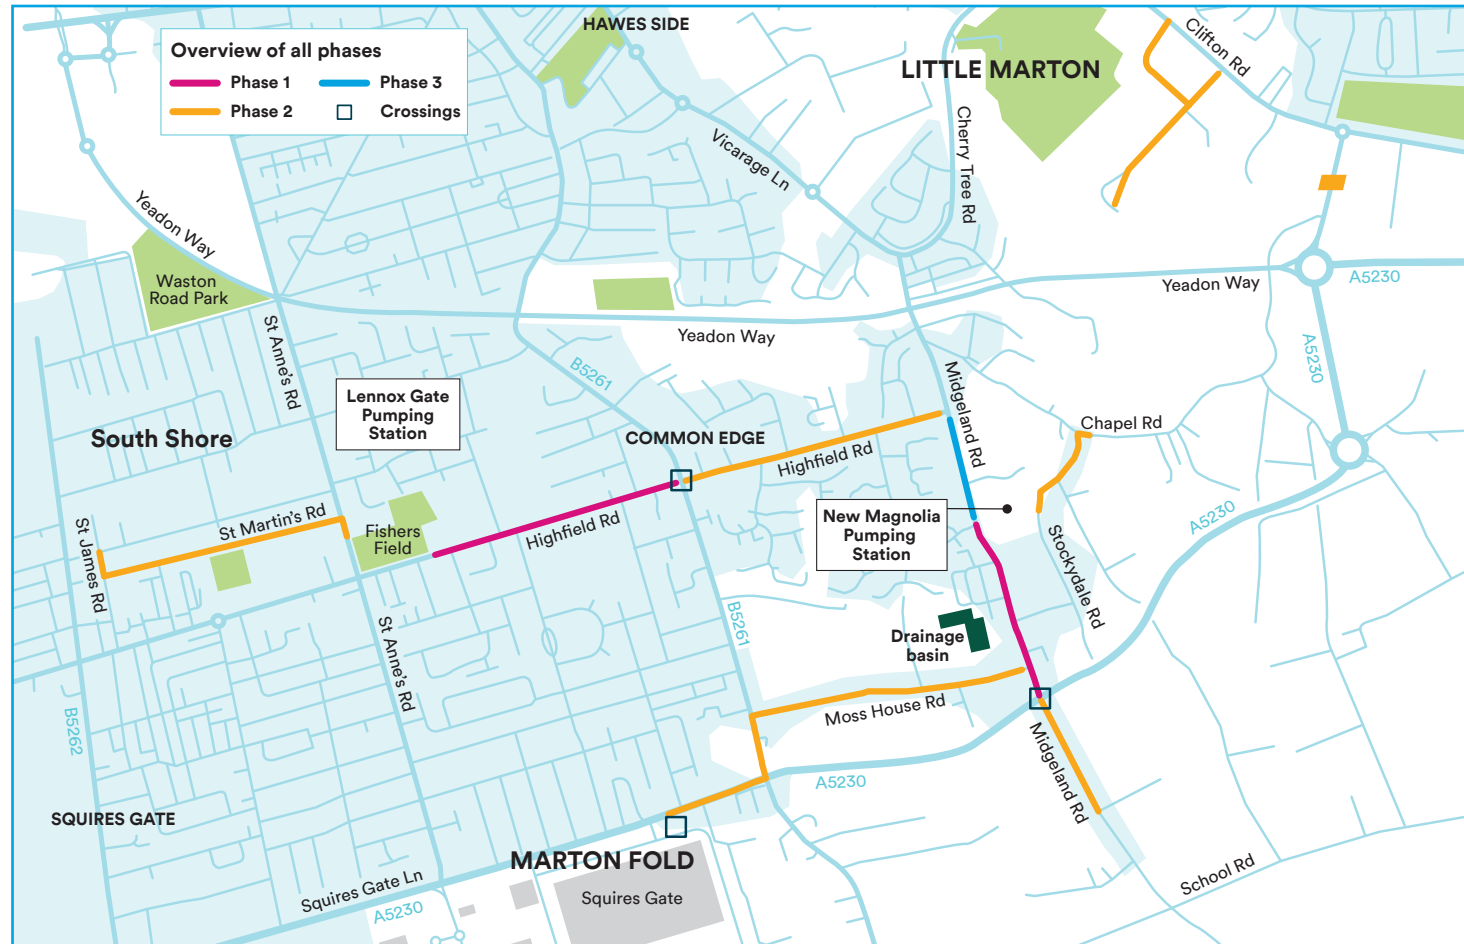 HAWES SIDE
Clifton Rd
Overview of all phases
Phase 1
Phase 3
Phase 2
Crossings
LITTLE MARTON
Vicarage Ln
Cherry Tree Rd
Yeadon Way
Waston
Road Park
Yeadon Way
A5230
Yeadon Way
A5230
St Anne's Rd
B5261
Midgeland Rd
Lennox Gate
Pumping
Station
South Shore
COMMON EDGE
Chapel Rd
Highfield Rd
St Martin's Rd
Fishers
Field
Highfield Rd
New Magnolia
Pumping
Station
A5230
St James Rd
Stockydale Rd
B5261
Drainage
basin
St Anne's Rd
B5262
Moss House Rd
Midgeland Rd
A5230
SQUIRES GATE
MARTON FOLD
Squires Gate Ln
A5230
Squires Gate
School Rd